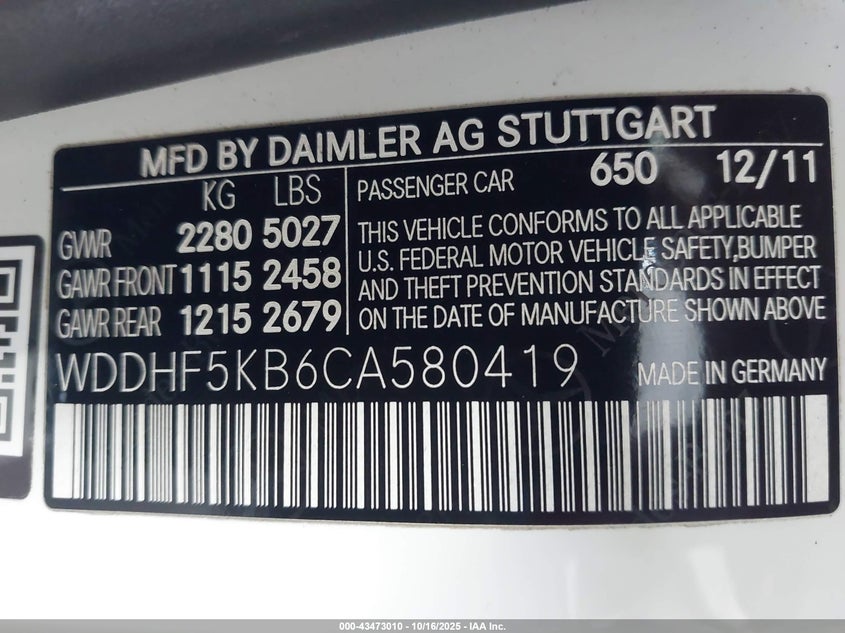 MFD BY DAIMLER AG STUTTGART
KG LBS
GVWR 2280 5027
GAWR FRONT 1115 2458
GAWR REAR 1215 2679
PASSENGER CAR 650 12/11
THIS VEHICLE CONFORMS TO ALL APPLICABLE
U.S. FEDERAL MOTOR VEHICLE SAFETY,BUMPER
AND THEFT PREVENTION STANDARDS IN EFFECT
ON THE DATE OF MANUFACTURE SHOWN ABOVE
WDDHF5KB6CA580419 MADE IN GERMANY
000-43473010 - 10/16/2025 - IAA Inc.